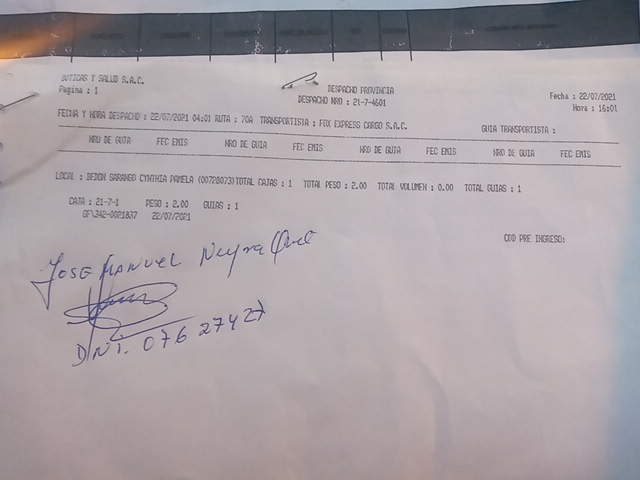 BOTICAS Y SALUD S.A.C.
Pagina : 1
DESPACHO PROVINCIA
DESPACHO NRO : 21-7-4601
Fecha : 22/07/2021
Hora : 16:01
FECHA Y HORA DESPACHO : 22/07/2021 04:01 RUTA : 70A TRANSPORTISTA : FOX EXPRESS CARGO S.A.C. GUIA TRANSPORTISTA :
NRO DE GUIA FEC EMIS NRO DE GUIA FEC EMIS NRO DE GUIA FEC EMIS NRO DE GUIA FEC EMIS
LOCAL : BEDON SARANGO CYNTHIA PAMELA (00728073) TOTAL CAJAS : 1 TOTAL PESO : 2.00 TOTAL VOLUMEN : 0.00 TOTAL GUIAS : 1
CAJA : 21-7-1 PESO : 2.00 GUIAS : 1
GF\342-0021837 22/07/2021
COD PRE INGRESO:
JOSE MANUEL Neyra
DNI. 07627427